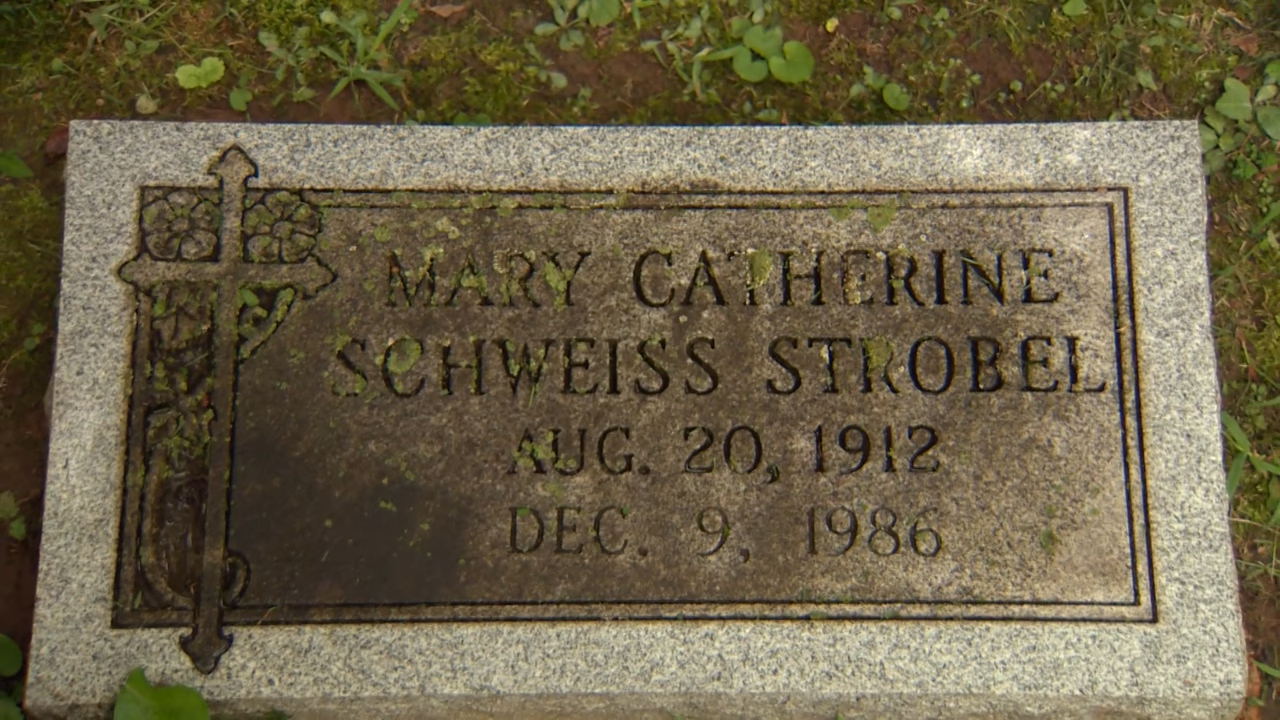 MARY CATHERINE
SCHWEISS STROBEL
AUG. 20, 1912
DEC. 9, 1986